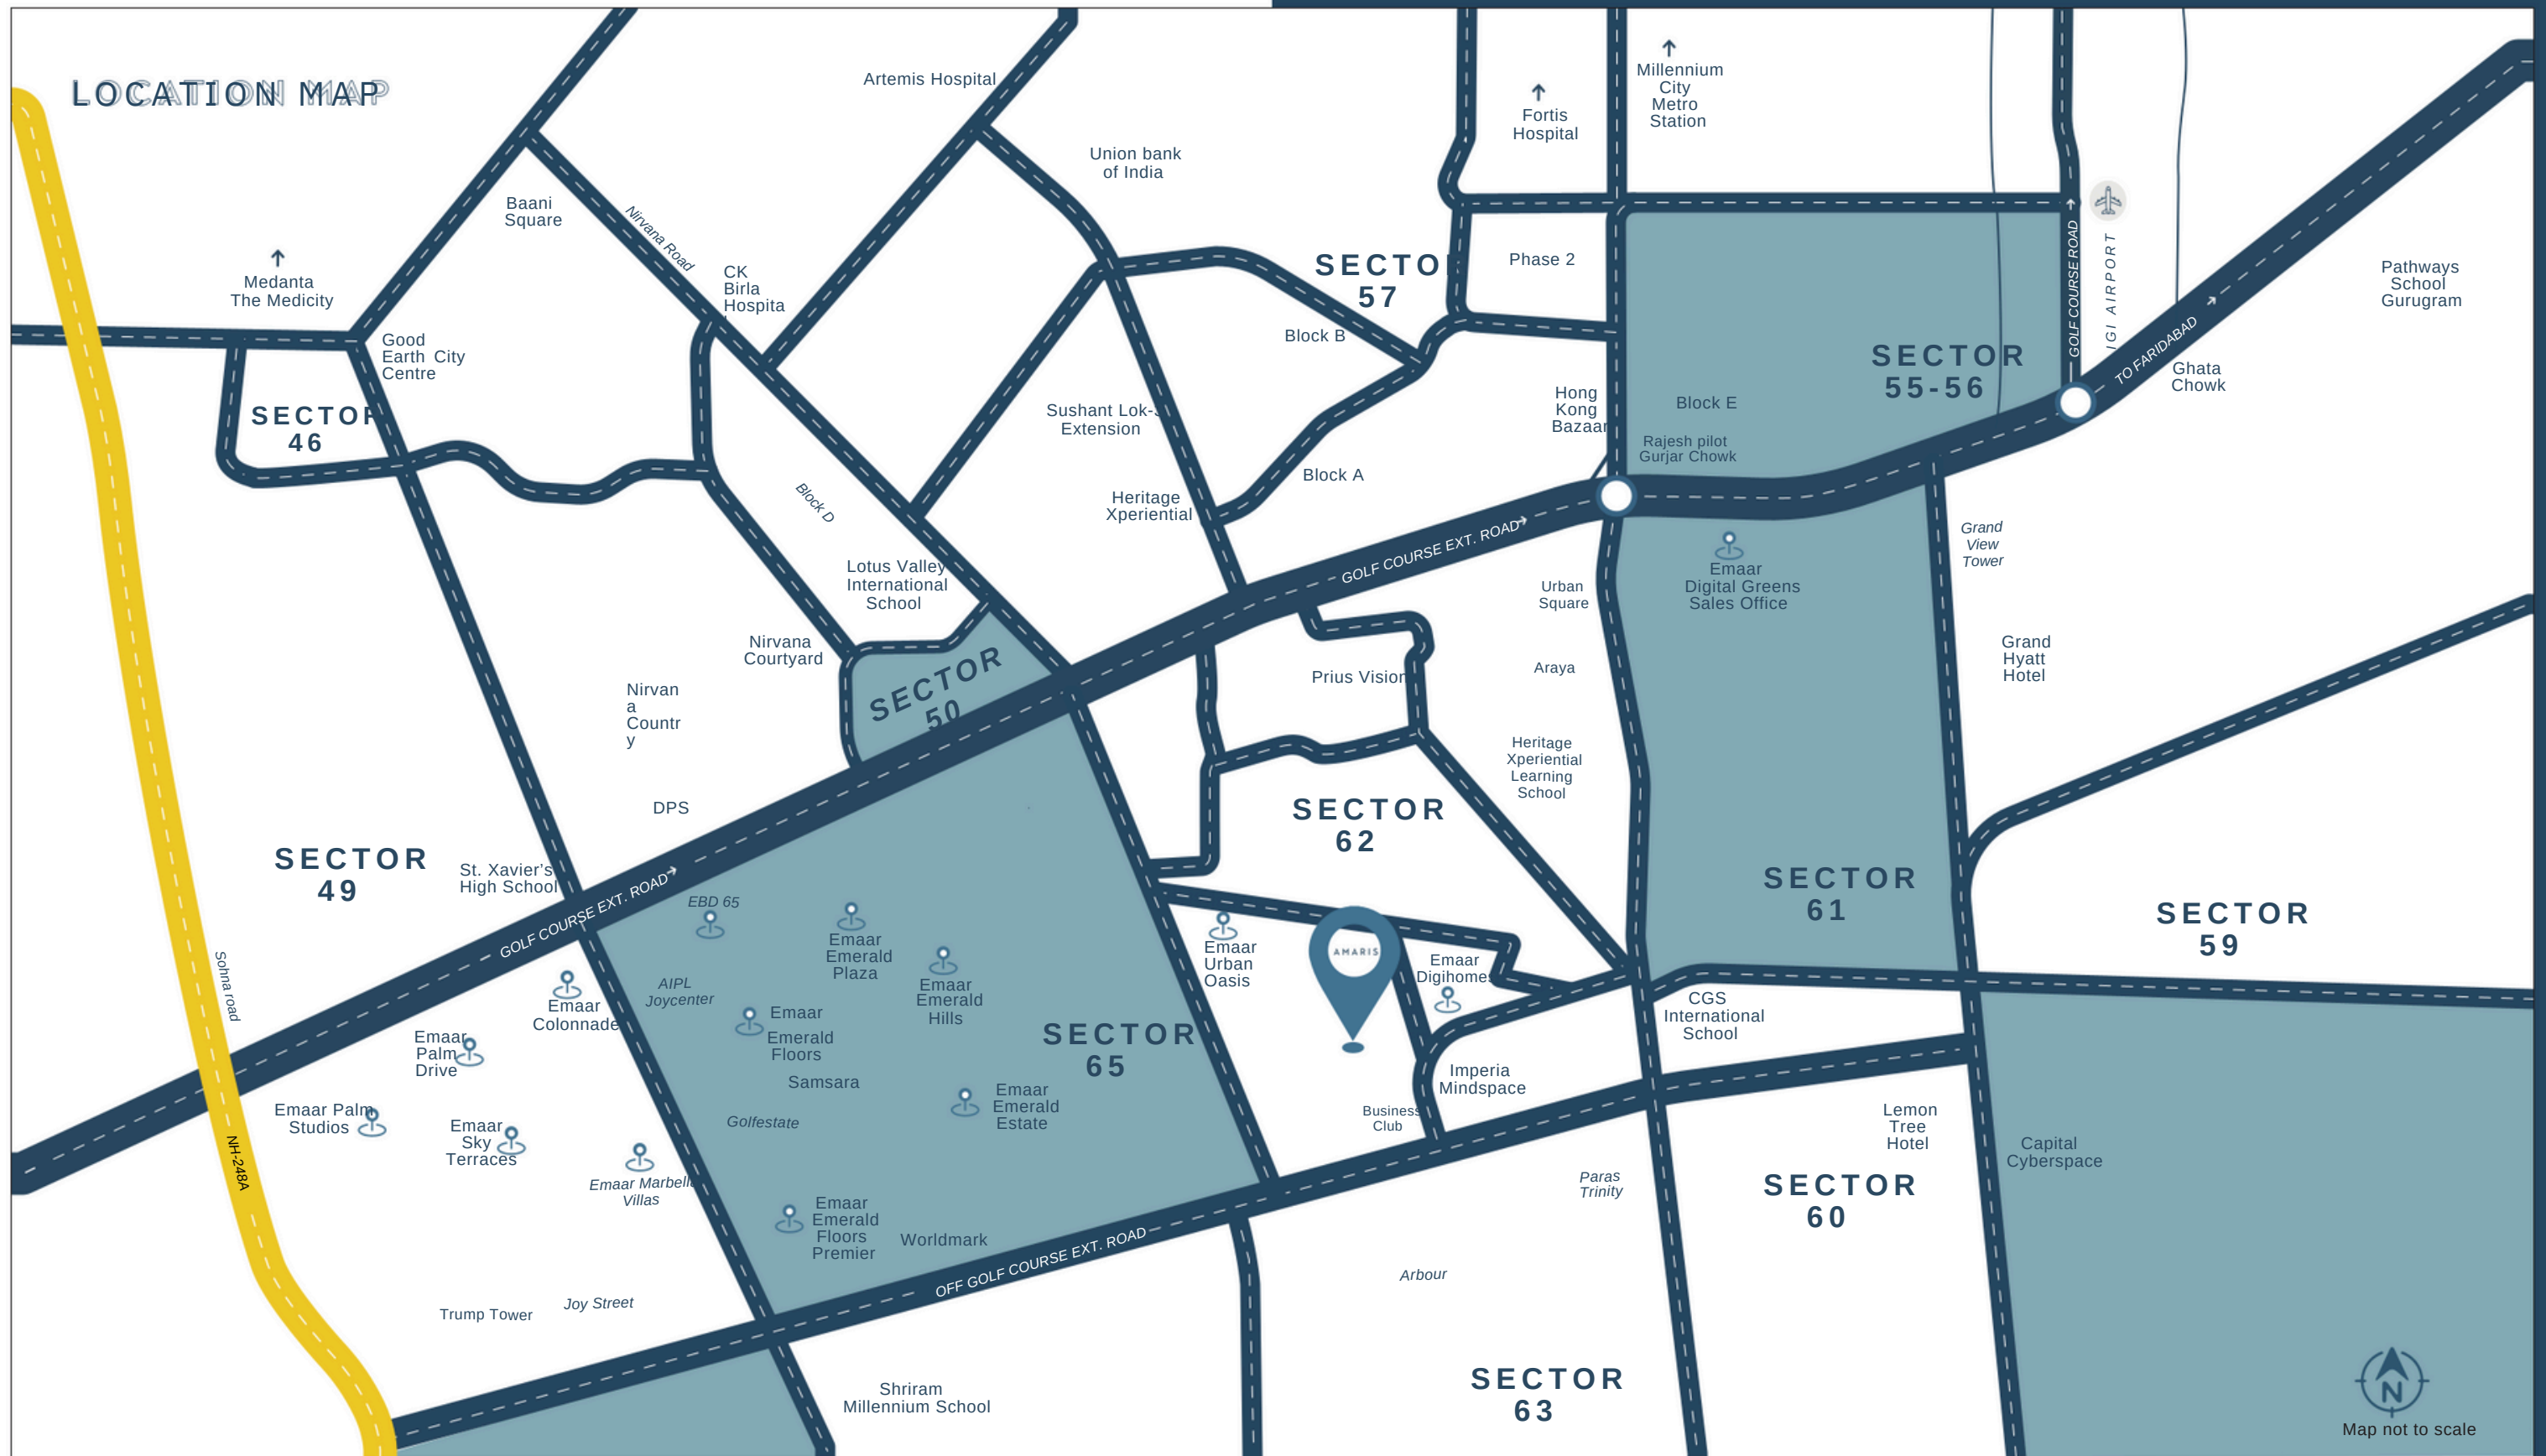 LOCATION MAP
Artemis Hospital
Millennium
City
Metro
Station
Fortis
Hospital
Union bank
of India
Baani
Square
Nirvana Road
Medanta
The Medicity
CK
Birla
Hospita
SECTOR
57
Phase 2
Block B
GOLF COURSE ROAD
IGI AIRPORT
TO FARIDABAD
Pathways
School
Gurugram
Ghata
Chowk
Good
Earth City
Centre
SECTOR
46
SECTOR
55-56
Block E
Hong
Kong
Bazaar
Rajesh pilot
Gurjar Chowk
Sushant Lok-3
Extension
Block A
Block D
Heritage
Xperiential
GOLF COURSE EXT. ROAD
Grand
View
Tower
Emaar
Digital Greens
Sales Office
Lotus Valley
International
School
Urban
Square
Nirvana
Courtyard
SECTOR
50
Prius Vision
Araya
Grand
Hyatt
Hotel
Nirvan
a
Countr
y
Heritage
Xperiential
Learning
School
DPS
SECTOR
62
SECTOR
49
St. Xavier's
High School
GOLF COURSE EXT. ROAD
SECTOR
61
SECTOR
59
EBD 65
Emaar
Emerald
Plaza
Emaar
Emerald
Hills
AIPL
Joycenter
Emaar
Urban
Oasis
AMARIS
Emaar
Digihomes
Sohna road
Emaar
Colonnade
Emaar
Emerald
Floors
SECTOR
65
CGS
International
School
Emaar
Palm
Drive
Samsara
Imperia
Mindspace
Emaar Palm
Studios
Emaar
Sky
Terraces
Golfestate
Emaar
Emerald
Estate
Business
Club
Lemon
Tree
Hotel
Capital
Cyberspace
NH-248A
Emaar Marbella
Villas
Paras
Trinity
SECTOR
60
Emaar
Emerald
Floors
Premier
Worldmark
OFF GOLF COURSE EXT. ROAD
Arbour
Trump Tower
Joy Street
Shriram
Millennium School
SECTOR
63
N
Map not to scale